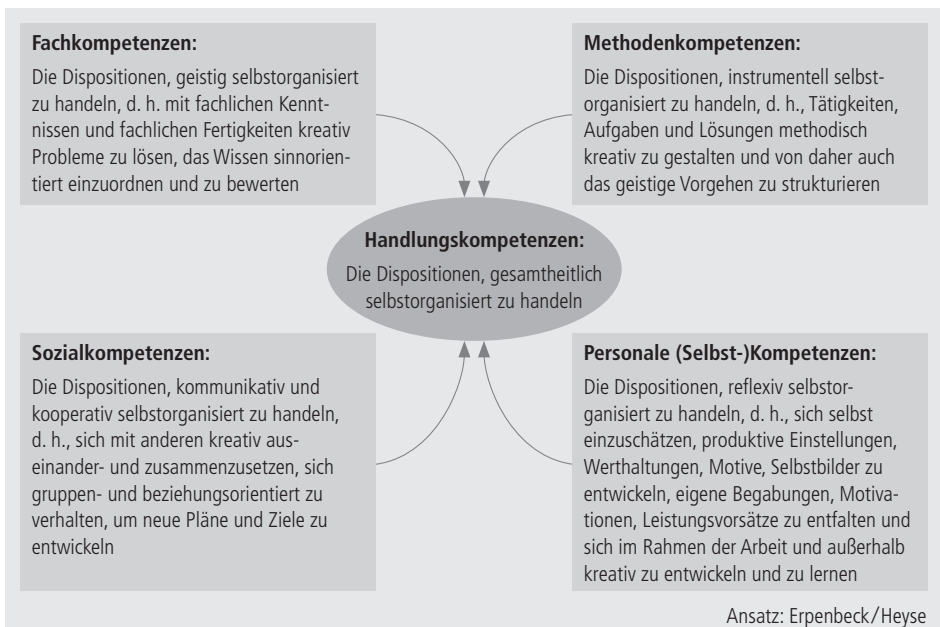 Fachkompetenzen:
Die Dispositionen, geistig selbstorganisiert
zu handeln, d. h. mit fachlichen Kennt-
nissen und fachlichen Fertigkeiten kreativ
Probleme zu lösen, das Wissen sinnorien-
tiert einzuordnen und zu bewerten
Methodenkompetenzen:
Die Dispositionen, instrumentell selbst-
organisiert zu handeln, d. h., Tätigkeiten,
Aufgaben und Lösungen methodisch
kreativ zu gestalten und von daher auch
das geistige Vorgehen zu strukturieren
Handlungskompetenzen:
Die Dispositionen, gesamtheitlich
selbstorganisiert zu handeln
Sozialkompetenzen:
Die Dispositionen, kommunikativ und
kooperativ selbstorganisiert zu handeln,
d. h., sich mit anderen kreativ aus-
einander- und zusammenzusetzen, sich
gruppen- und beziehungsorientiert zu
verhalten, um neue Pläne und Ziele zu
entwickeln
Personale (Selbst-)Kompetenzen:
Die Dispositionen, reflexiv selbstor-
ganisiert zu handeln, d. h., sich selbst
einzuschätzen, produktive Einstellungen,
Werthaltungen, Motive, Selbstbilder zu
entwickeln, eigene Begabungen, Motiva-
tionen, Leistungsvorsätze zu entfalten und
sich im Rahmen der Arbeit und außerhalb
kreativ zu entwickeln und zu lernen
Ansatz: Erpenbeck/Heyse